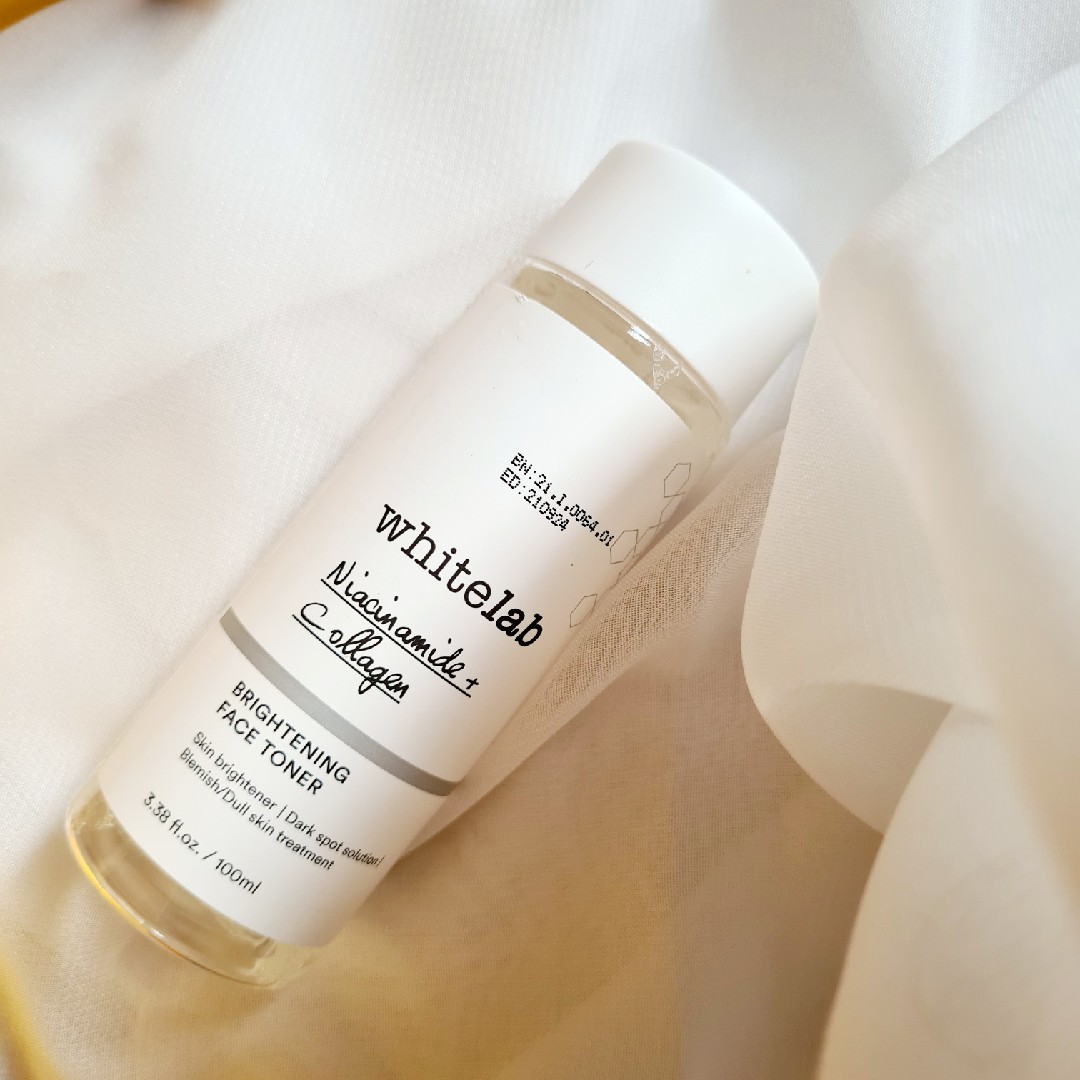 BN:21.1.0064.01
ED:210924
whitelab
Niacinamide +
Collagen
BRIGHTENING
FACE TONER
Skin brightener | Dark spot solution |
Blemish/Dull skin treatment
3.38 fl.oz. / 100ml